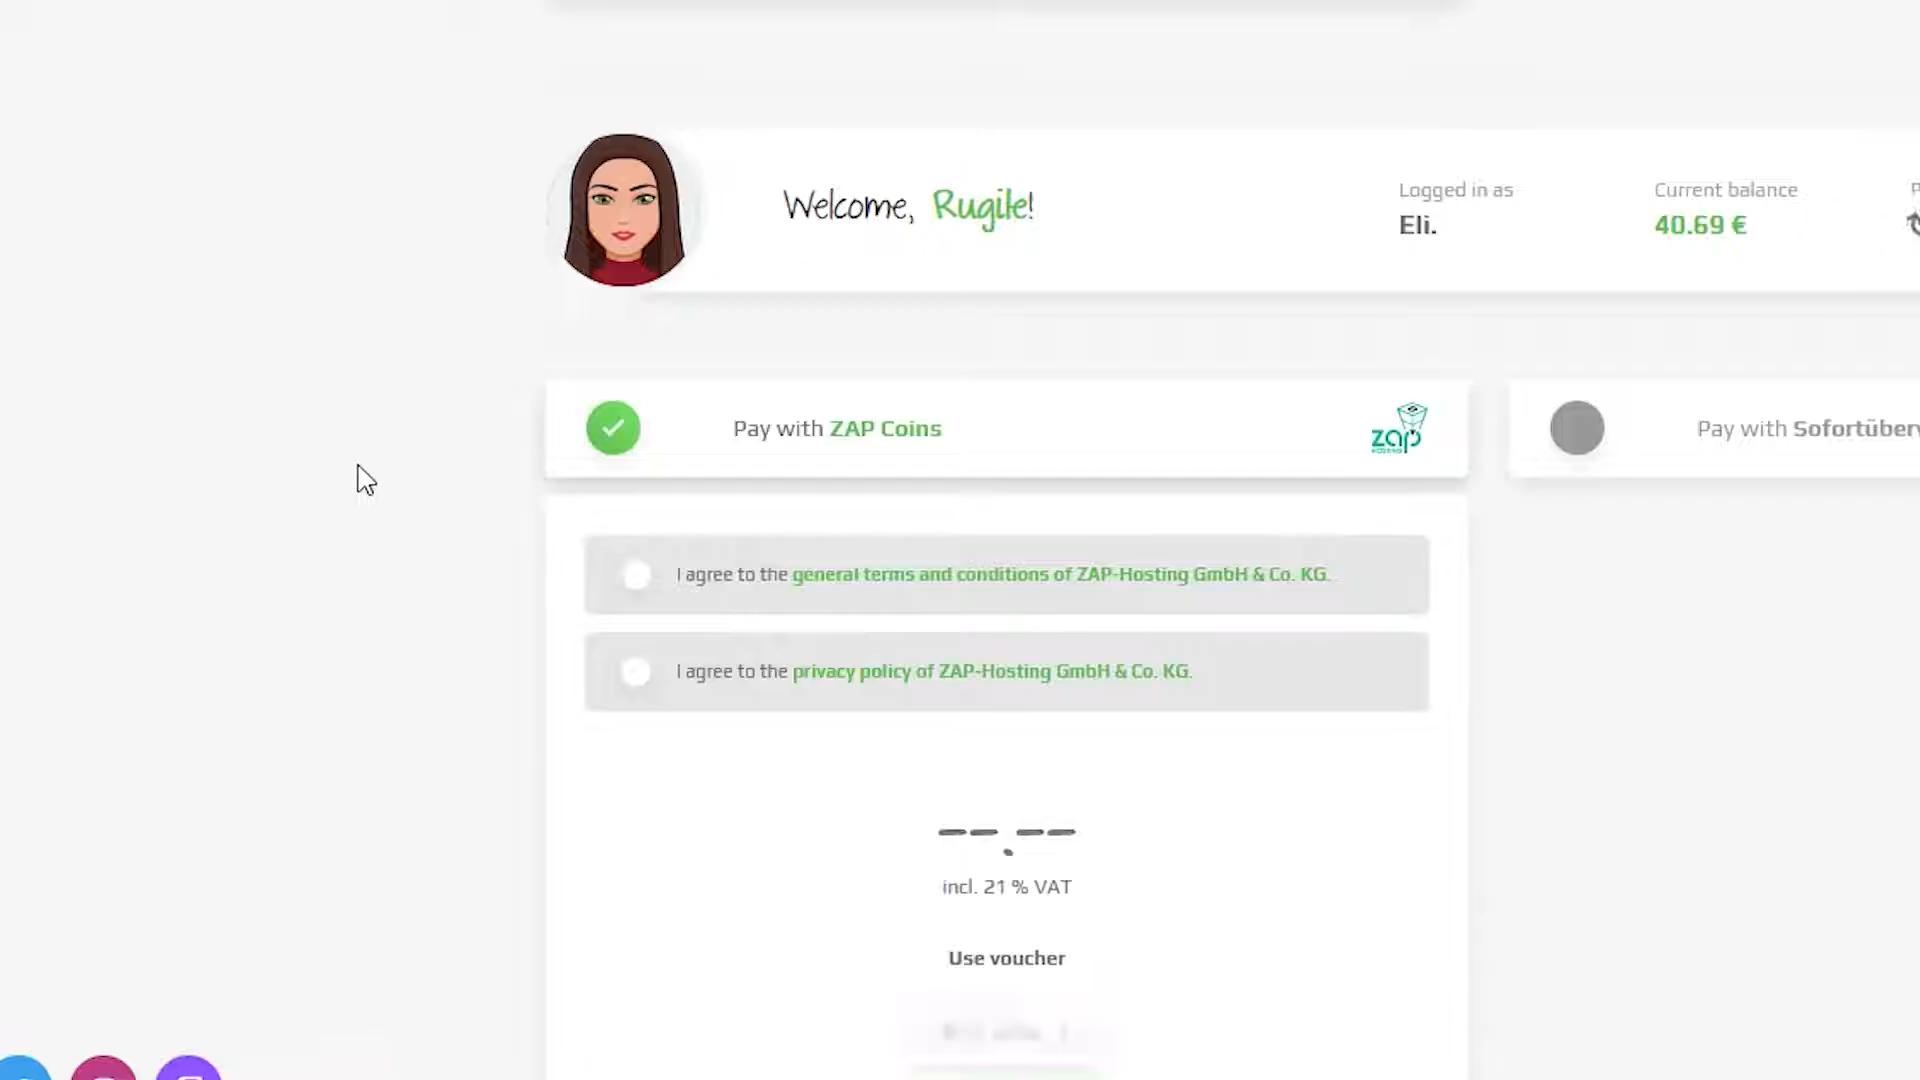 Welcome, Rugile!
Logged in as
Eli.
Current balance
40.69 €
Pay with ZAP Coins
zap
HOSTING
Pay with Sofortüber
I agree to the general terms and conditions of ZAP-Hosting GmbH & Co. KG.
I agree to the privacy policy of ZAP-Hosting GmbH & Co. KG.
--.--
incl. 21 % VAT
Use voucher